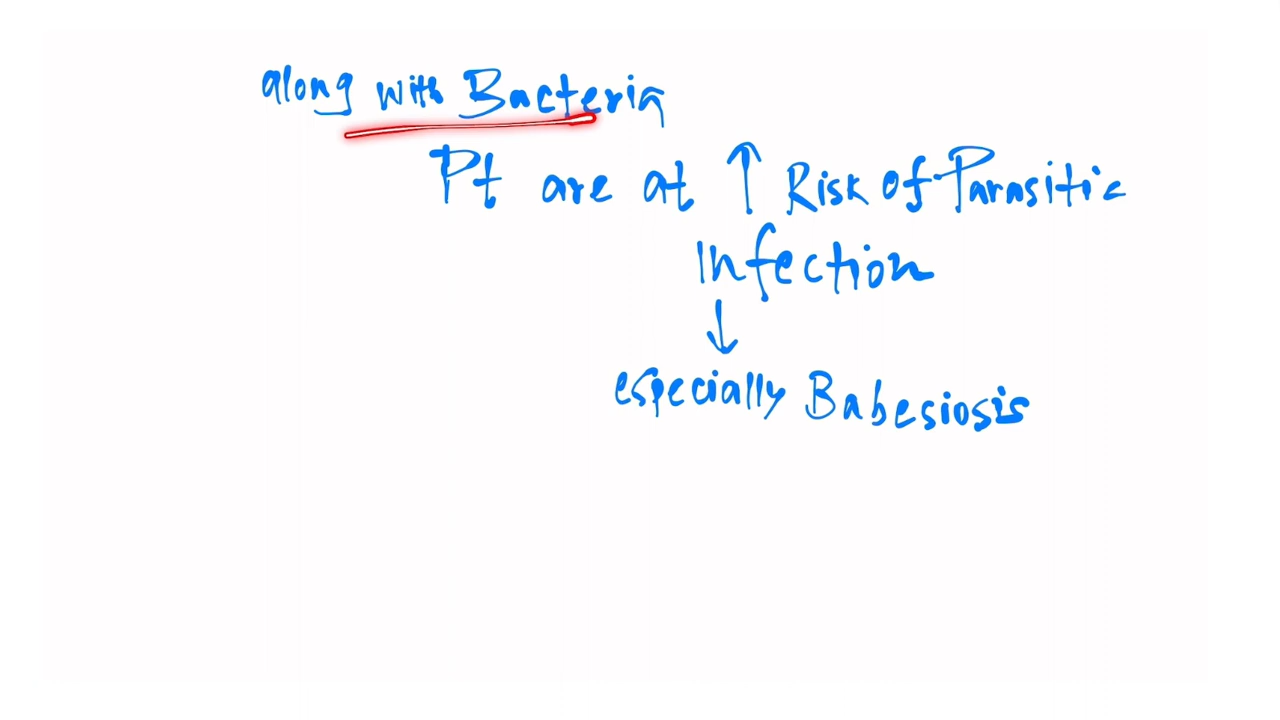 along with Bacteria
Pt are at ↑ Risk of Parasitic
Infection
↓
especially Babesiosis